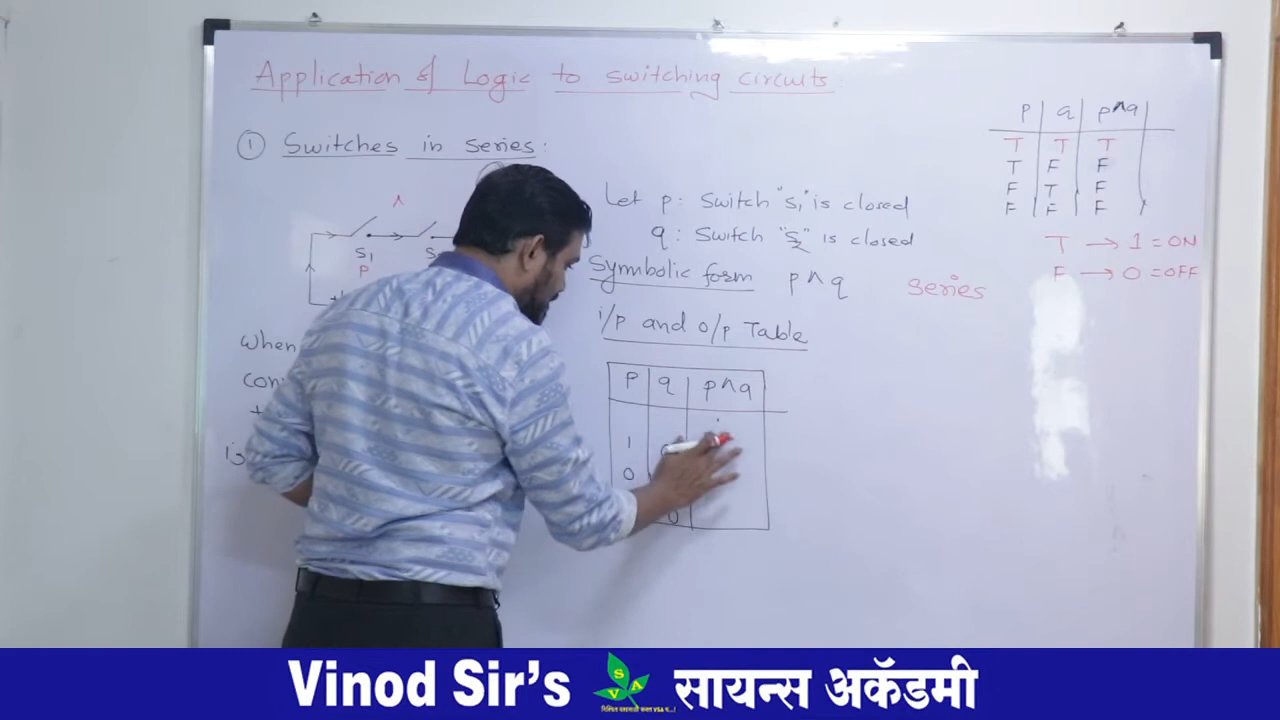 Application of Logic to switching circuits:
① Switches in series:
∧
S₁
P
Let p: Switch "S₁" is closed
q: Switch "S₂" is closed
Symbolic form p∧q series
i/p and o/p Table
P q p∧q
1
0
0
When
P q p∧q
T T T
T F F
F T F
F F F
T → 1 = ON
F → 0 = OFF
Vinod Sir's SVA सायन्स अकॅडमी